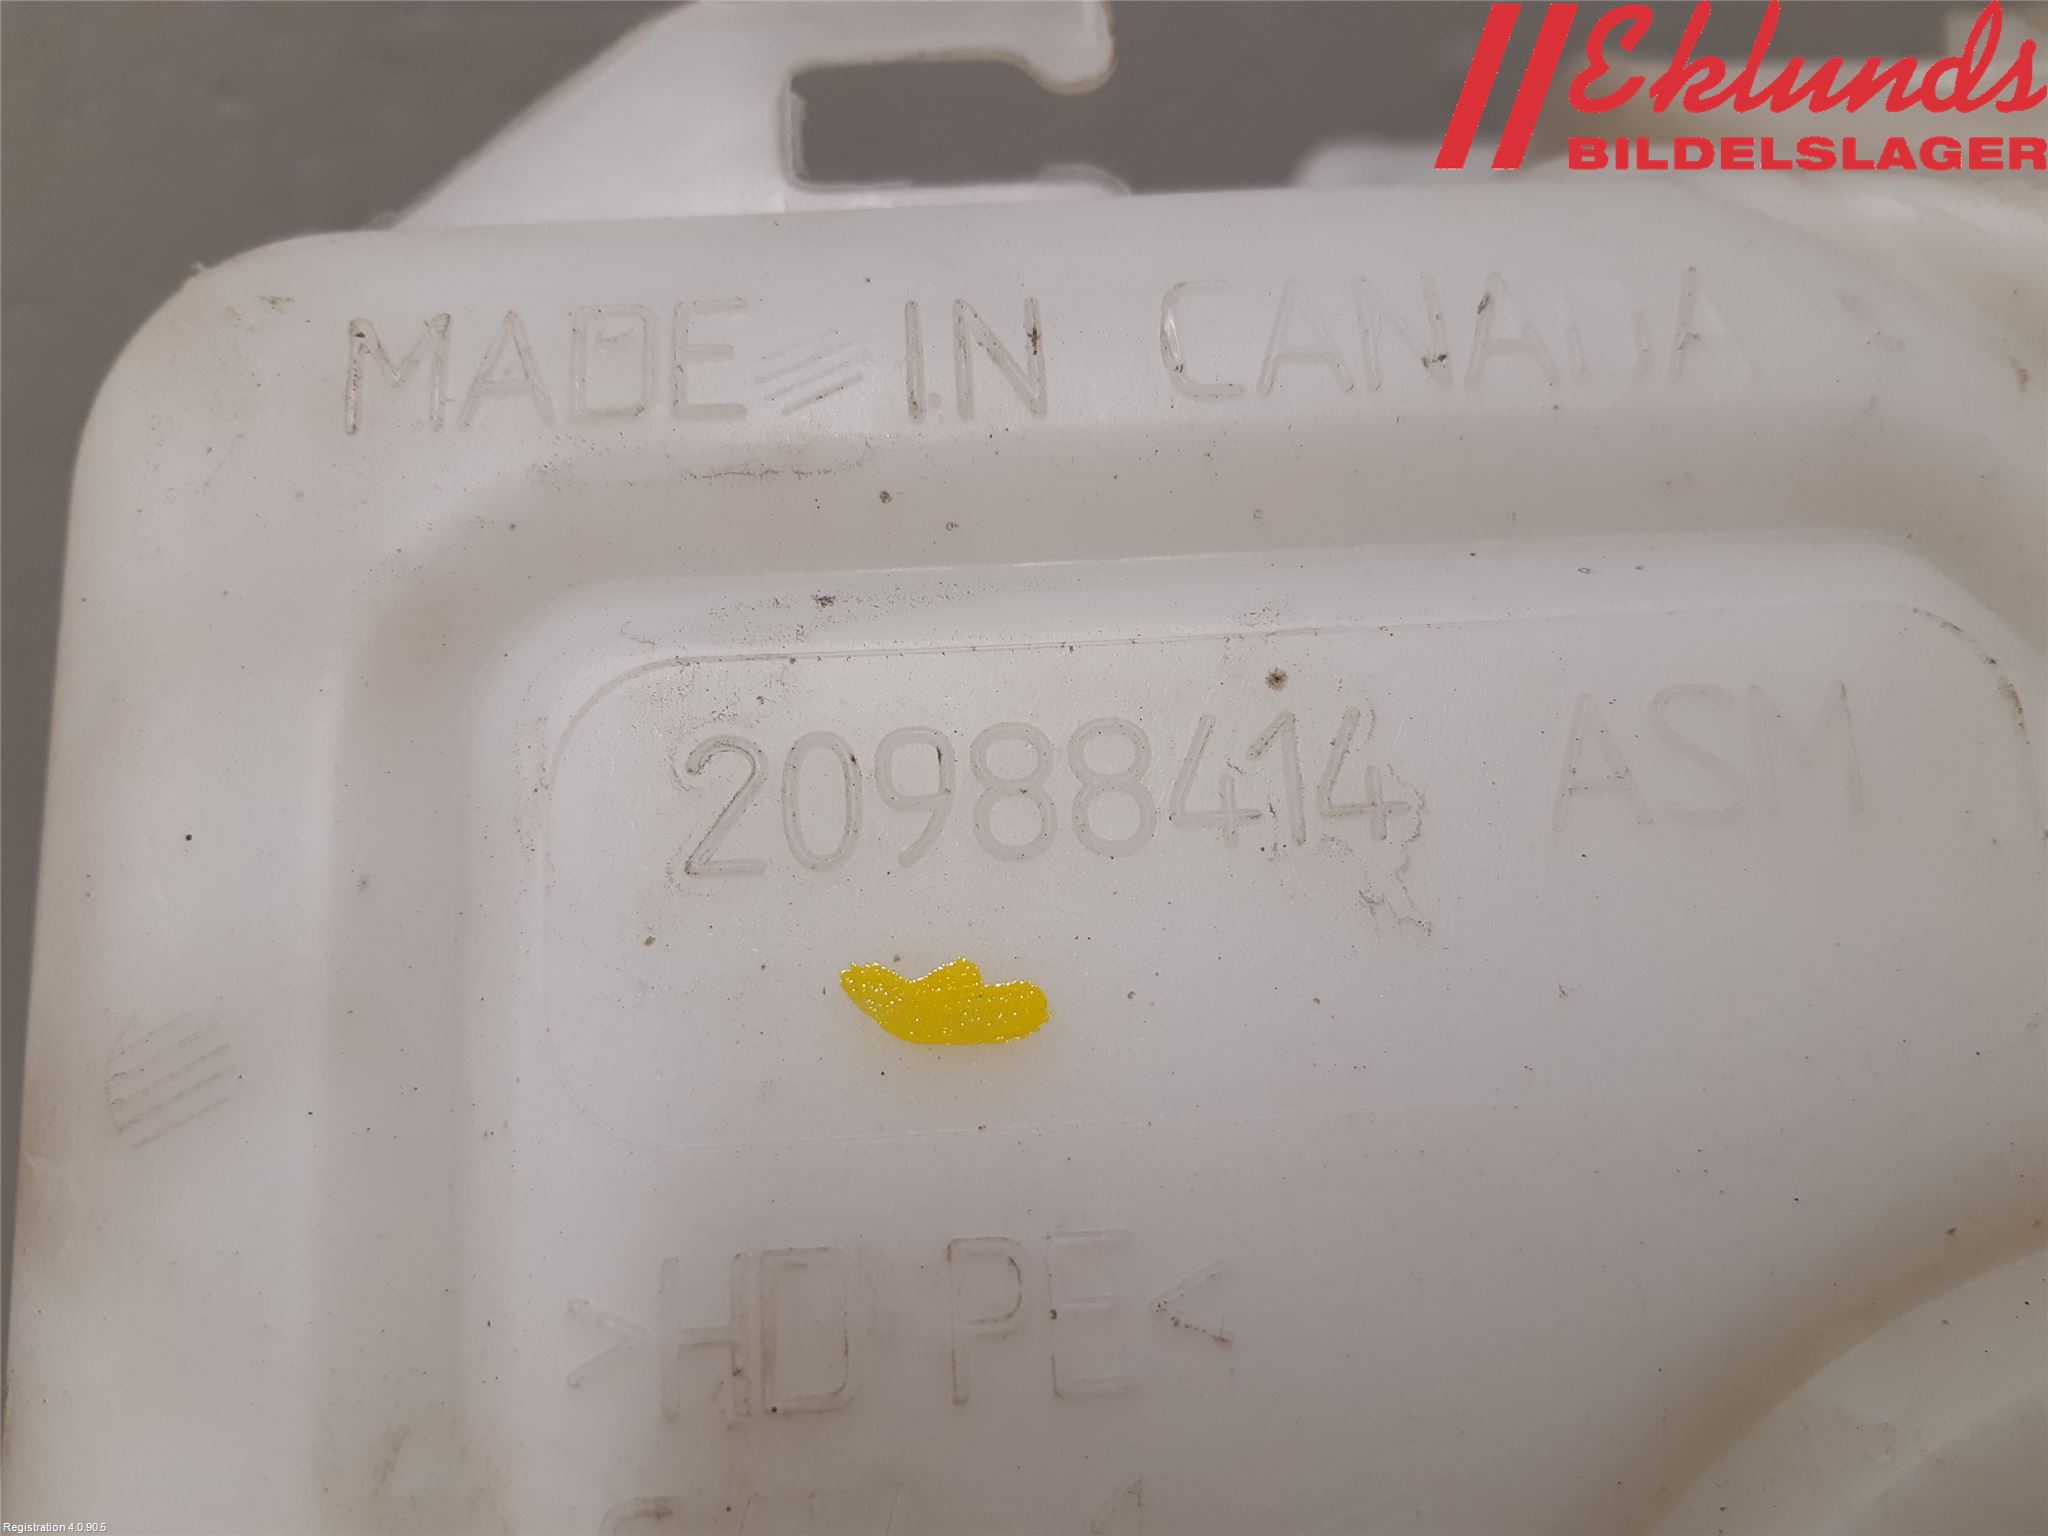 Eklunds
BILDELSLAGER
MADE IN CANADA
20988414 ASM
>HD PE<
Registration 4.0.90.5